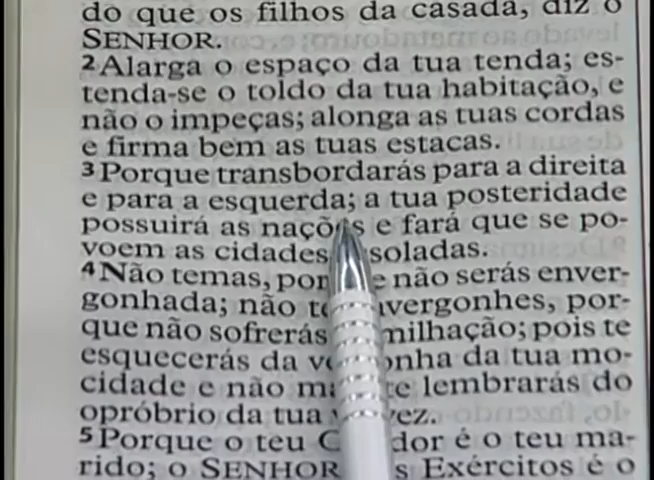 do que os filhos da casada, diz o
SENHOR.
2 Alarga o espaço da tua tenda; es-
tenda-se o toldo da tua habitação, e
não o impeças; alonga as tuas cordas
e firma bem as tuas estacas.
3 Porque transbordarás para a direita
e para a esquerda; a tua posteridade
possuirá as nações e fará que se po-
voem as cidades soladas.
4 Não temas, por e não serás enver-
gonhada; não te nvergonhes, por-
que não sofrerás milhação; pois te
esquecerás da v onha da tua mo-
cidade e não ma te lembrarás do
opróbrio da tua vez.
5 Porque o teu C dor é o teu ma-
rido; o SENHOR s Exércitos é o